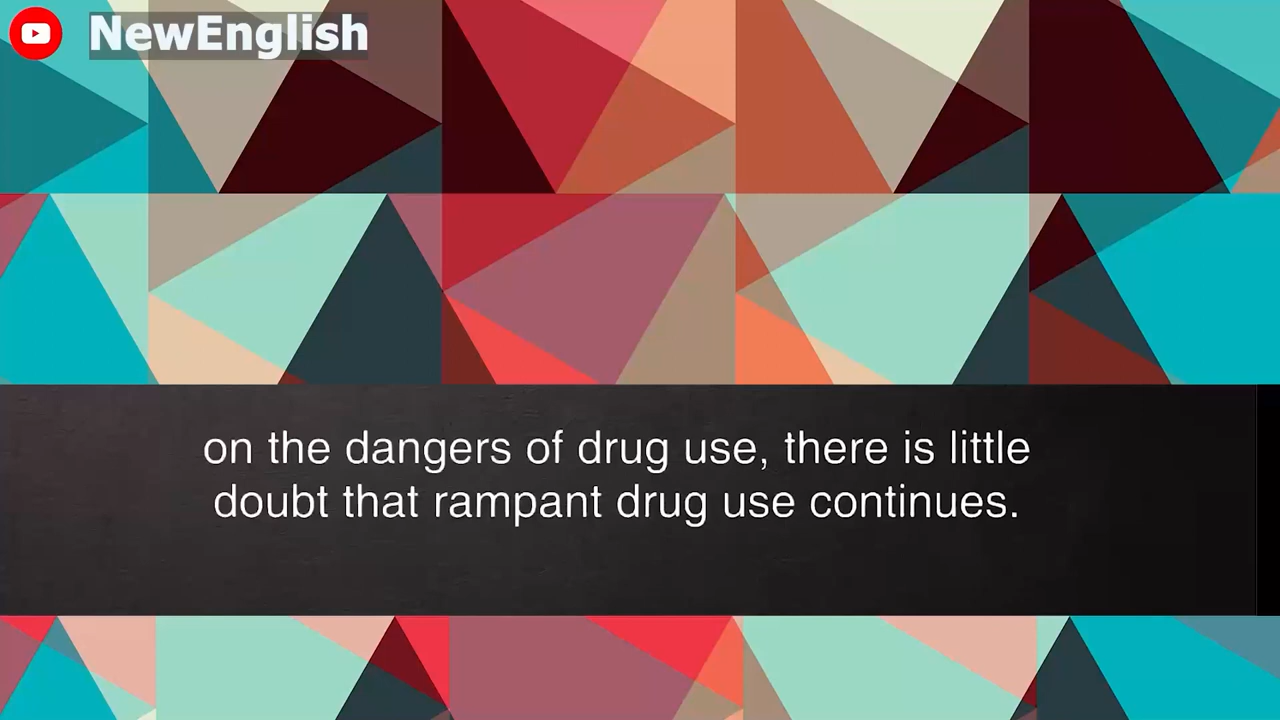 NewEnglish
on the dangers of drug use, there is little
doubt that rampant drug use continues.